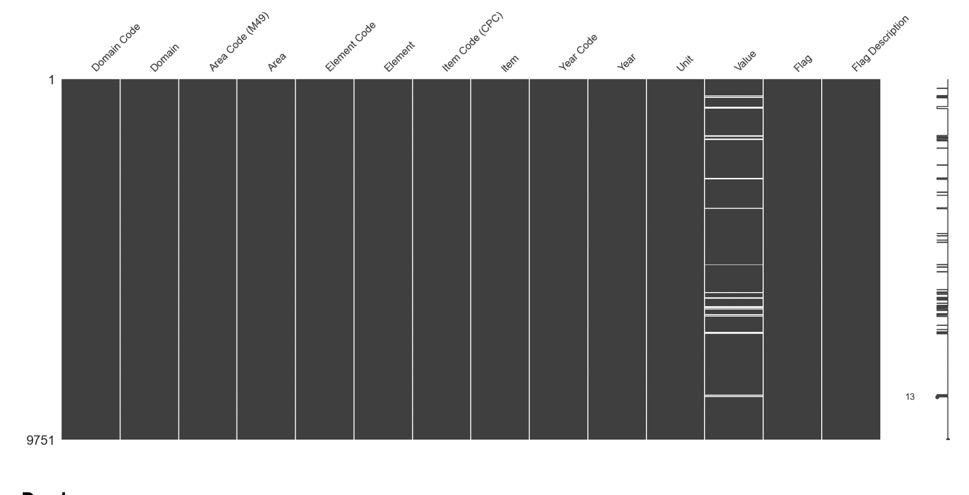 Domain Code
Domain
Area Code (M49)
Area
Element Code
Element
Item Code (CPC)
Item
Year Code
Year
Unit
Value
Flag
Flag Description
1
13
9751